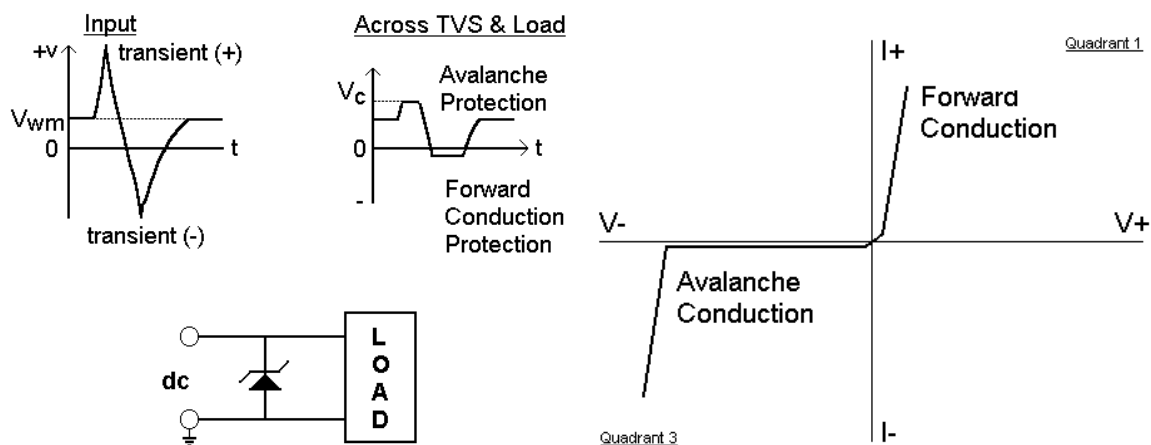 Input
+v
transient (+)
Vwm
0
t
transient (-)
Across TVS & Load
Vc
Avalanche
Protection
0
t
-
Forward
Conduction
Protection
dc
L
O
A
D
I+
Quadrant 1
Forward
Conduction
V-
V+
Avalanche
Conduction
Quadrant 3
I-